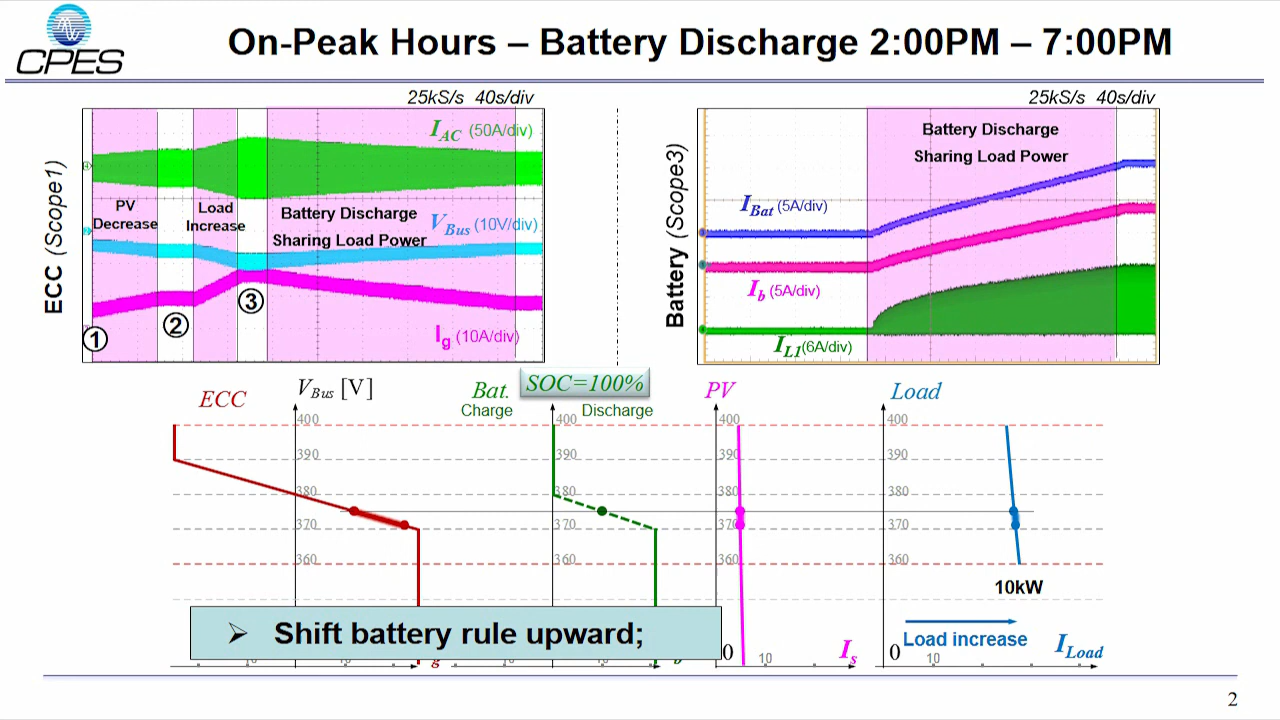 CPES
On-Peak Hours – Battery Discharge 2:00PM – 7:00PM
25kS/s 40s/div
25kS/s 40s/div
ECC (Scope1)
I_AC (50A/div)
PV
Decrease
Load
Increase
Battery Discharge
Sharing Load Power
V_Bus (10V/div)
I_g (10A/div)
1
2
3
Battery (Scope3)
Battery Discharge
Sharing Load Power
I_Bat (5A/div)
I_b (5A/div)
I_L1 (6A/div)
ECC
V_Bus [V]
400
390
380
370
360
Bat.
Charge
SOC=100%
Discharge
400
390
380
370
360
PV
400
390
380
370
360
0
10
I_s
Load
400
390
380
370
360
10kW
Load increase
0
10
I_Load
➢ Shift battery rule upward;
2